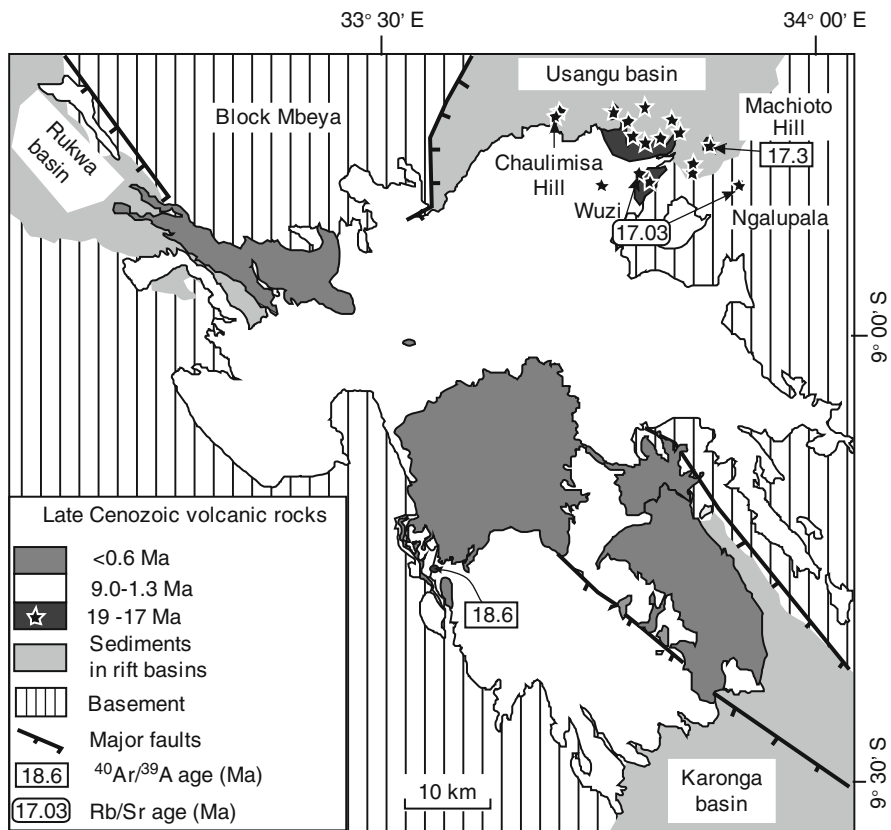 33° 30' E
34° 00' E
Usangu basin
Block Mbeya
Machioto
Hill
17.3
Rukwa
basin
Chaulimisa
Hill
Wuzi
17.03
Ngalupala
9° 00' S
Late Cenozoic volcanic rocks
<0.6 Ma
9.0-1.3 Ma
19 -17 Ma
Sediments
in rift basins
Basement
Major faults
18.6 ⁴⁰Ar/³⁹A age (Ma)
17.03 Rb/Sr age (Ma)
18.6
10 km
Karonga
basin
9° 30' S